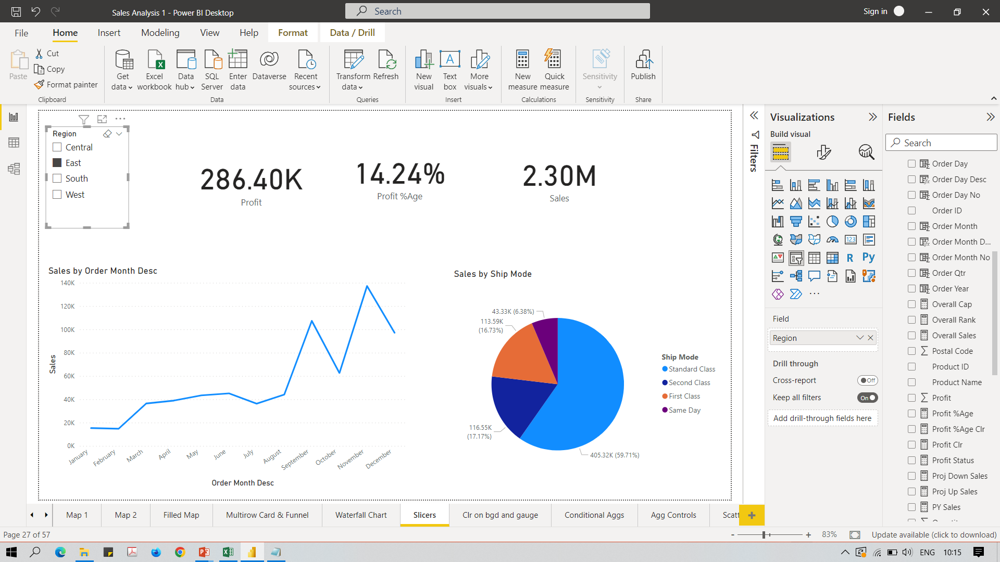 Sales Analysis 1 - Power BI Desktop
Search
Sign in
File
Home
Insert
Modeling
View
Help
Format
Data / Drill
Paste
Cut
Copy
Format painter
Clipboard
Get data
Excel workbook
Data hub
SQL Server
Enter data
Dataverse
Recent sources
Data
Transform data
Refresh
Queries
New visual
Text box
More visuals
Insert
New measure
Quick measure
Calculations
Sensitivity
Sensitivity
Publish
Share
Region
Central
East
South
West
286.40K
Profit
14.24%
Profit %Age
2.30M
Sales
Sales by Order Month Desc
140K
120K
100K
80K
60K
40K
20K
0K
Sales
January
February
March
April
May
June
July
August
September
October
November
December
Order Month Desc
Sales by Ship Mode
43.33K (6.38%)
113.59K
(16.73%)
116.55K
(17.17%)
405.32K (59.71%)
Ship Mode
Standard Class
Second Class
First Class
Same Day
Filters
Visualizations
Build visual
123
R
Py
Field
Region
Drill through
Cross-report
Off
Keep all filters
On
Add drill-through fields here
Fields
Search
Order Day
Order Day Desc
Order Day No
Order ID
Order Month
Order Month D...
Order Month No
Order Qtr
Order Year
Overall Cap
Overall Rank
Overall Sales
Postal Code
Product ID
Product Name
Profit
Profit %Age
Profit %Age Clr
Profit Clr
Profit Status
Proj Down Sales
Proj Up Sales
PY Sales
Map 1
Map 2
Filled Map
Multirow Card & Funnel
Waterfall Chart
Slicers
Clr on bgd and gauge
Conditional Aggs
Agg Controls
Scatt
Page 27 of 57
83%
Update available (click to download)
ENG
10:15